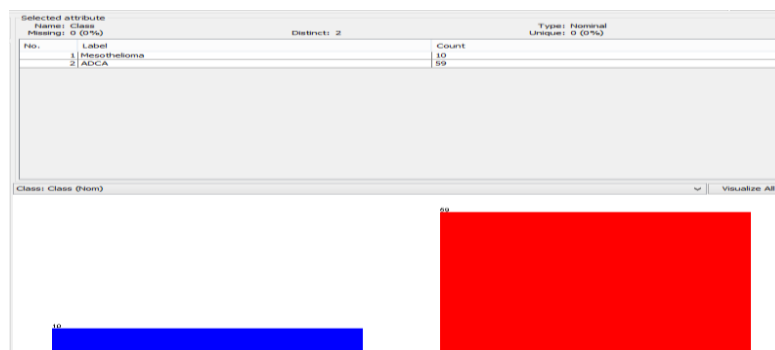 Selected attribute
Name: Class Type: Nominal
Missing: 0 (0%) Distinct: 2 Unique: 0 (0%)
No. Label Count
1 Mesothelioma 10
2 ADCA 59
Class: Class (Nom) Visualize All
59
10